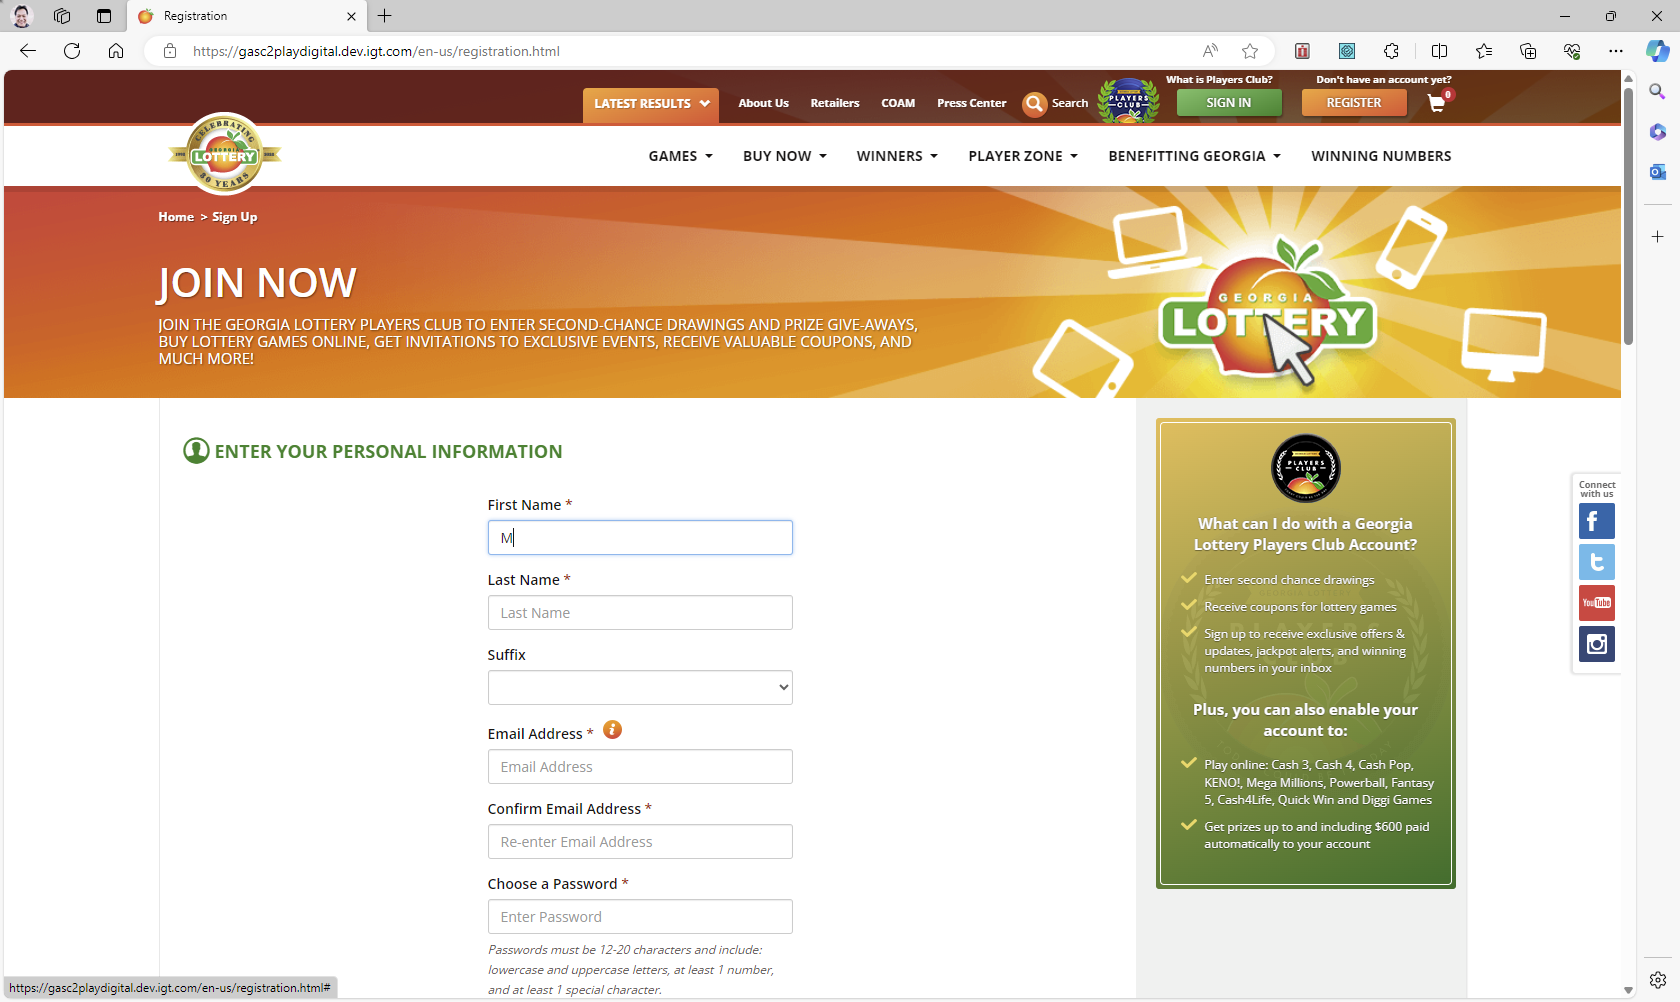 Registration
https://gasc2playdigital.dev.igt.com/en-us/registration.html
What is Players Club?
Don't have an account yet?
LATEST RESULTS
About Us
Retailers
COAM
Press Center
Search
PLAYERS
CLUB
SIGN IN
REGISTER
0
CELEBRATING
GEORGIA
LOTTERY
30 YEARS
GAMES
BUY NOW
WINNERS
PLAYER ZONE
BENEFITTING GEORGIA
WINNING NUMBERS
Home > Sign Up
JOIN NOW
JOIN THE GEORGIA LOTTERY PLAYERS CLUB TO ENTER SECOND-CHANCE DRAWINGS AND PRIZE GIVE-AWAYS,
BUY LOTTERY GAMES ONLINE, GET INVITATIONS TO EXCLUSIVE EVENTS, RECEIVE VALUABLE COUPONS, AND
MUCH MORE!
GEORGIA
LOTTERY
ENTER YOUR PERSONAL INFORMATION
First Name *
M
Last Name *
Last Name
Suffix
Email Address *
Email Address
Confirm Email Address *
Re-enter Email Address
Choose a Password *
Enter Password
Passwords must be 12-20 characters and include:
lowercase and uppercase letters, at least 1 number,
and at least 1 special character.
PLAYERS
CLUB
What can I do with a Georgia
Lottery Players Club Account?
Enter second chance drawings
Receive coupons for lottery games
Sign up to receive exclusive offers &
updates, jackpot alerts, and winning
numbers in your inbox
Plus, you can also enable your
account to:
Play online: Cash 3, Cash 4, Cash Pop,
KENO!, Mega Millions, Powerball, Fantasy
5, Cash4Life, Quick Win and Diggi Games
Get prizes up to and including $600 paid
automatically to your account
Connect
with us
YouTube
https://gasc2playdigital.dev.igt.com/en-us/registration.html#